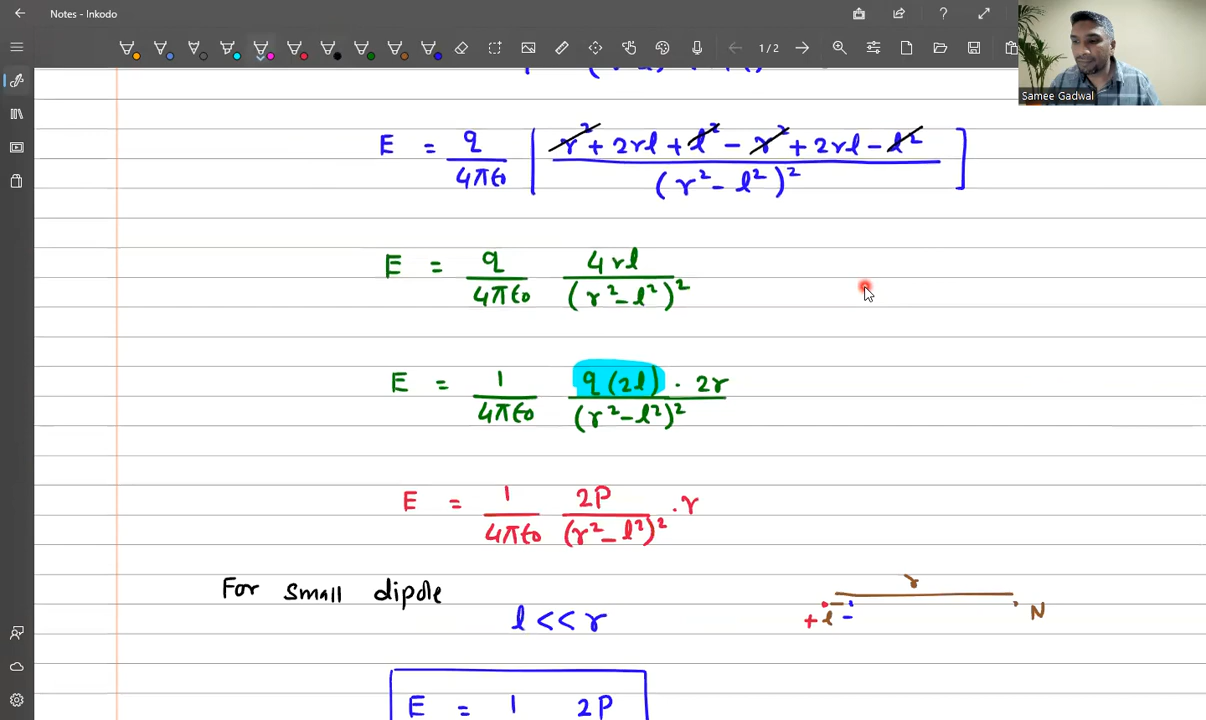 Notes - Inkodo
1/2
Samee Gadwal
E = q/4πϵ0 [ r² + 2rl + l² - r² + 2rl - l² / (r² - l²)² ]
E = q/4πϵ0 4rl/(r² - l²)²
E = 1/4πϵ0 q(2l) · 2r/(r² - l²)²
E = 1/4πϵ0 2P/(r² - l²)² · r
r
For small dipole
+ l - N
l << r
E = 1 2P